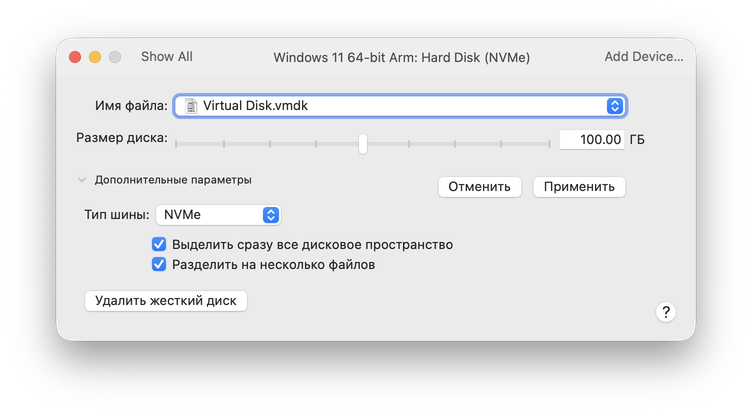 Show All Windows 11 64-bit Arm: Hard Disk (NVMe) Add Device...
Имя файла: Virtual Disk.vmdk
Размер диска: 100.00 ГБ
Дополнительные параметры Отменить Применить
Тип шины: NVMe
Выделить сразу все дисковое пространство
Разделить на несколько файлов
Удалить жесткий диск ?